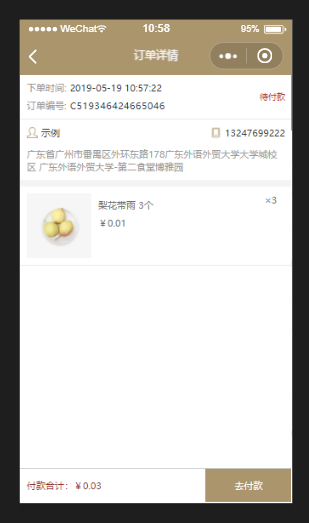 WeChat 10:58 95%
订单详情
下单时间: 2019-05-19 10:57:22
待付款
订单编号: C519346424665046
示例 13247699222
广东省广州市番禺区外环东路178广东外语外贸大学大学城校
区 广东外语外贸大学-第二食堂博雅园
梨花带雨 3个 ×3
￥0.01
付款合计: ￥0.03 去付款